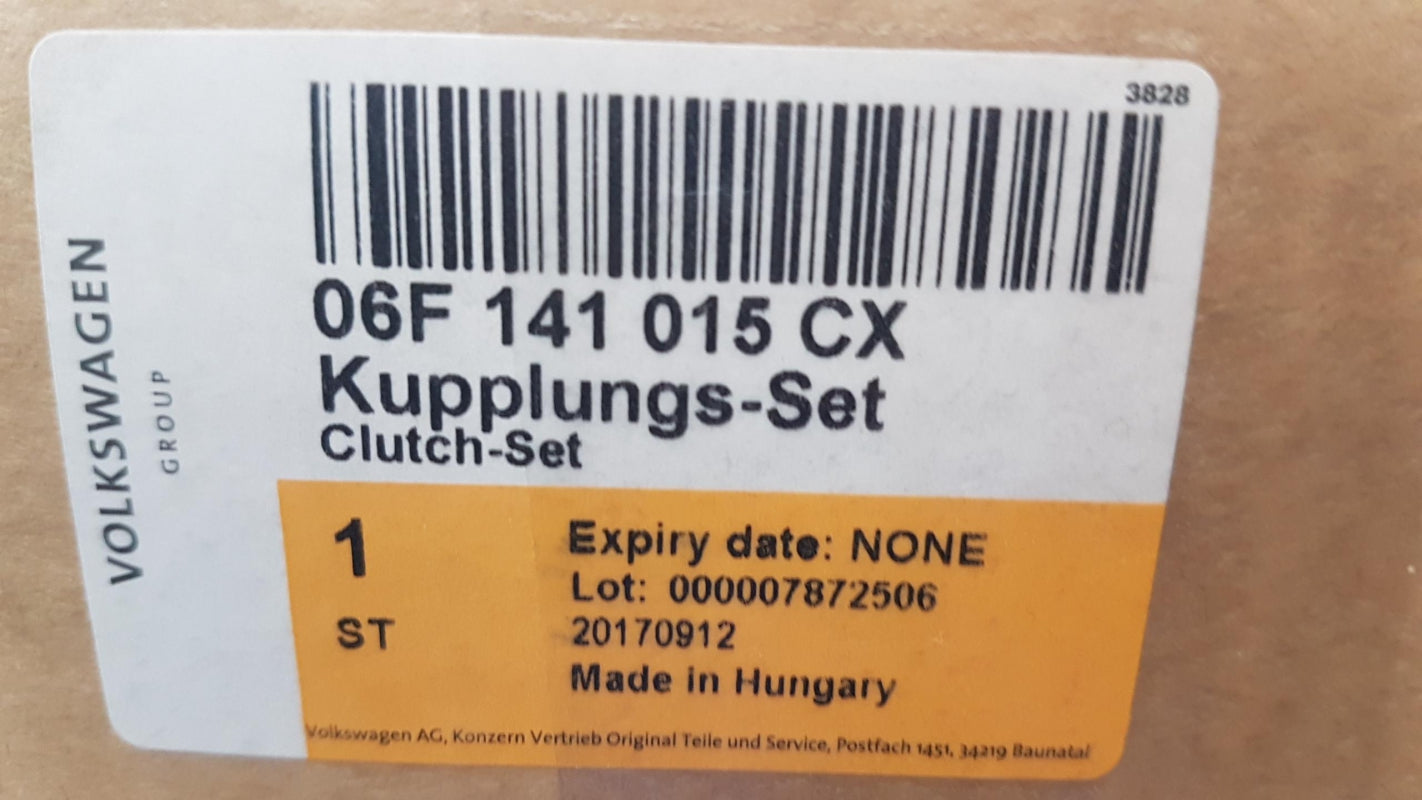 3828
VOLKSWAGEN
GROUP
06F 141 015 CX
Kupplungs-Set
Clutch-Set
1
ST
Expiry date: NONE
Lot: 000007872506
20170912
Made in Hungary
Volkswagen AG, Konzern Vertrieb Original Teile und Service, Postfach 1451, 34219 Baunatal